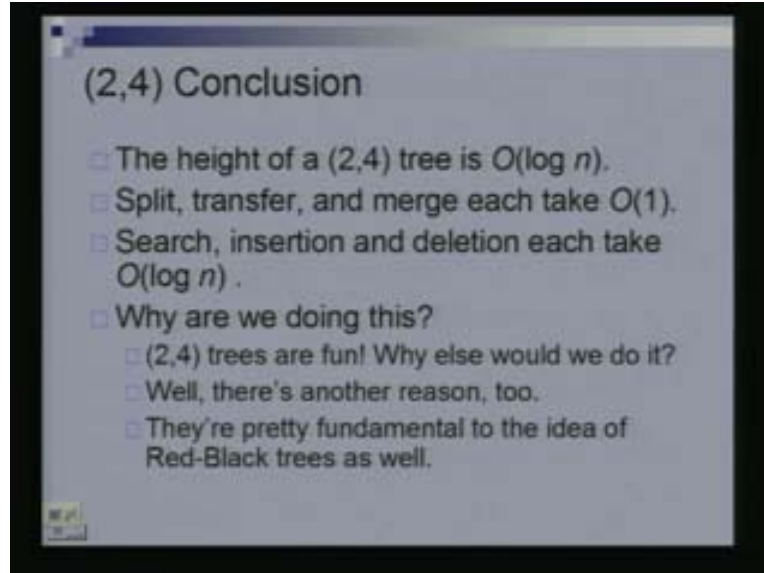 (2,4) Conclusion
The height of a (2,4) tree is O(log n).
Split, transfer, and merge each take O(1).
Search, insertion and deletion each take
O(log n) .
Why are we doing this?
(2,4) trees are fun! Why else would we do it?
Well, there's another reason, too.
They're pretty fundamental to the idea of
Red-Black trees as well.